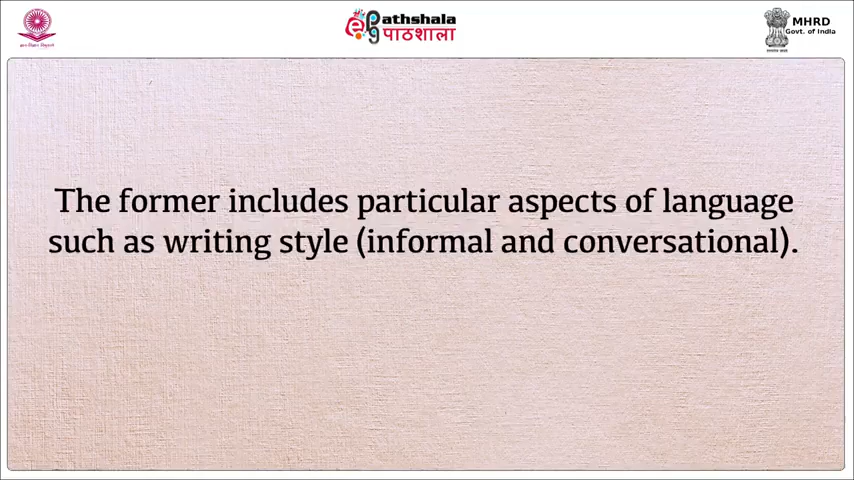 Pathshala
पाठशाला
MHRD
Govt. of India
The former includes particular aspects of language
such as writing style (informal and conversational).